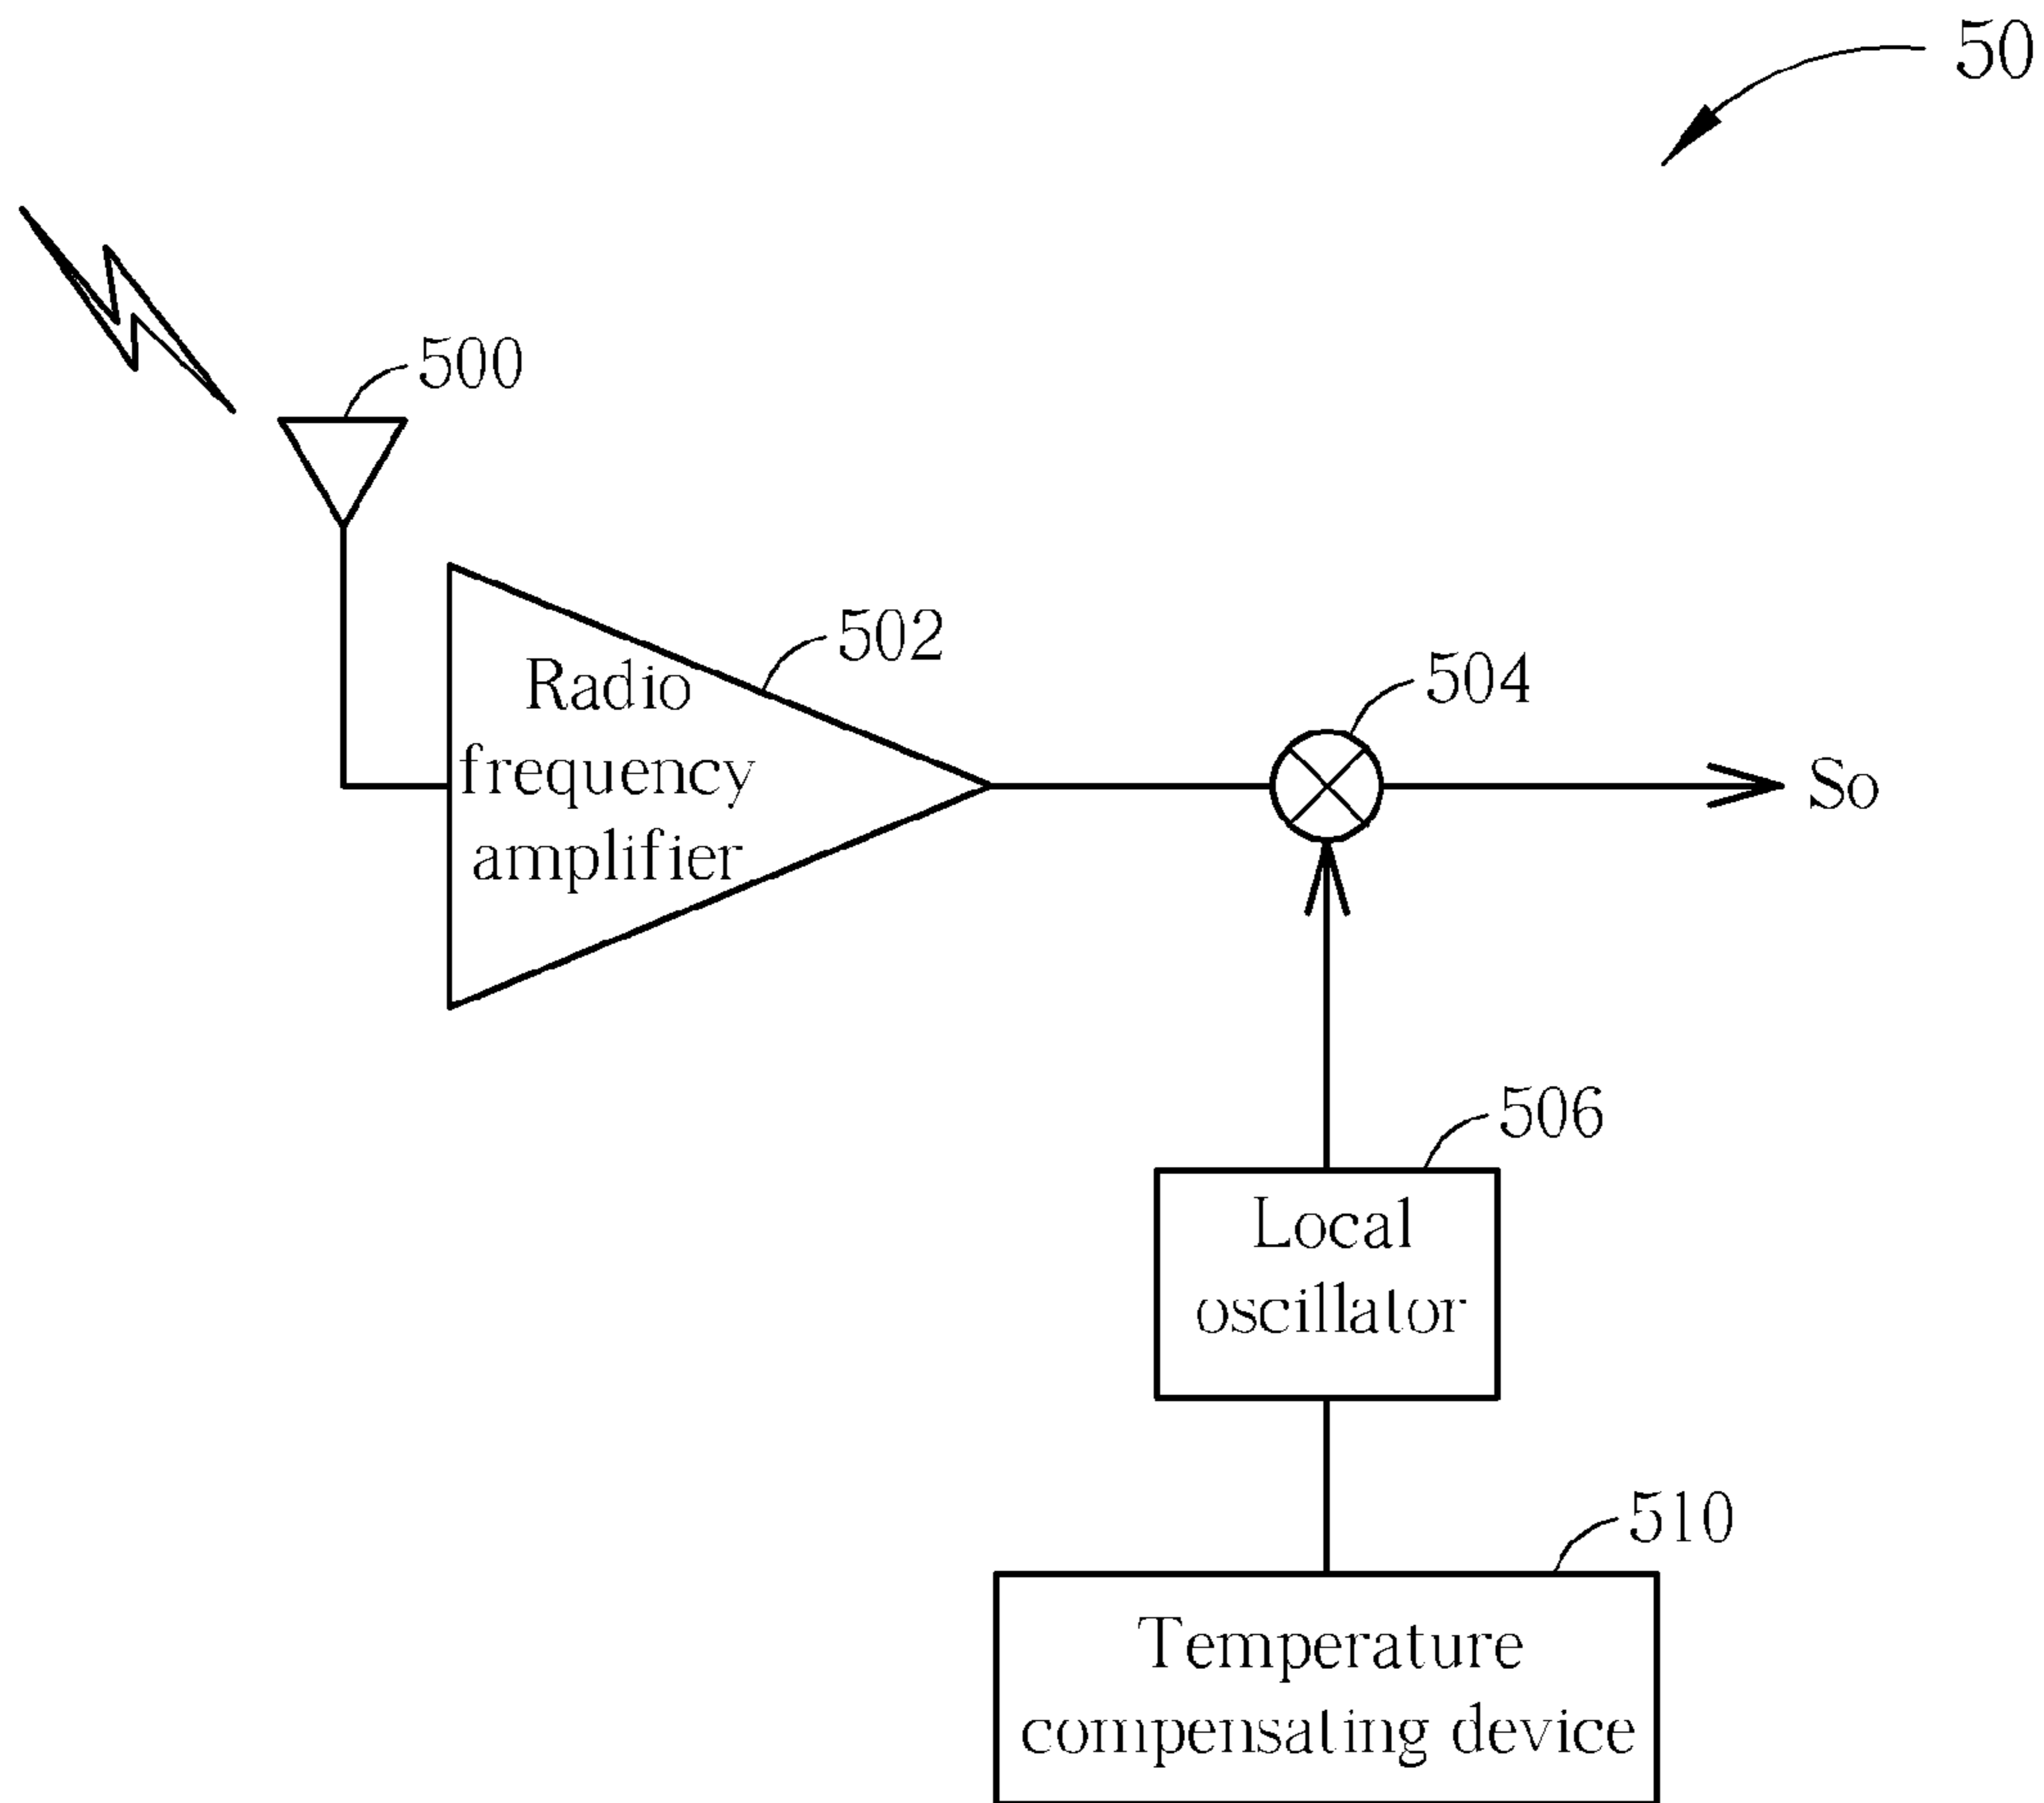 50
500
502
Radio
frequency
amplifier
504
So
506
Local
oscillator
510
Temperature
compensating device